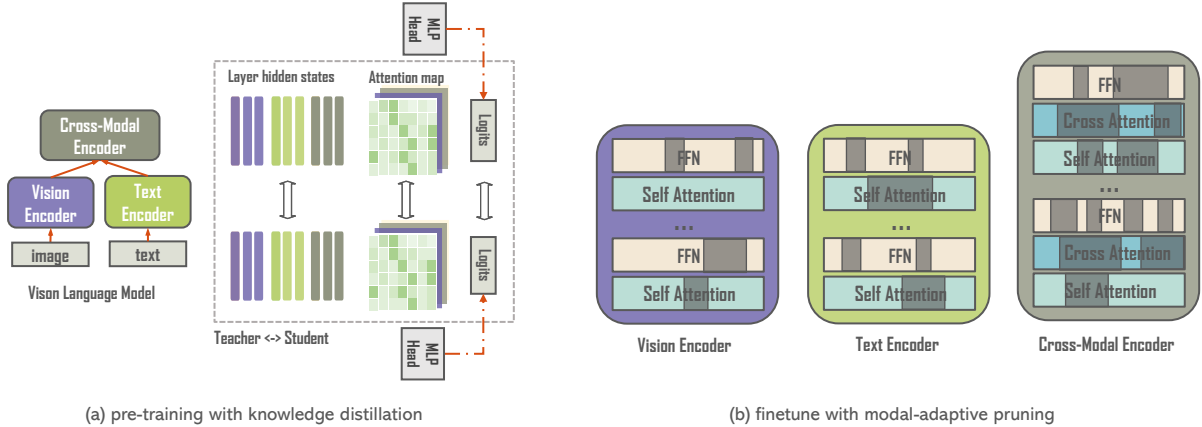 Cross-Modal
Encoder
Vision
Encoder
Text
Encoder
image
text
Vison Language Model
MLP
Head
Layer hidden states
Attention map
Logits
Logits
Teacher <-> Student
MLP
Head
(a) pre-training with knowledge distillation
FFN
Self Attention
...
FFN
Self Attention
Vision Encoder
FFN
Self Attention
...
FFN
Self Attention
Text Encoder
FFN
Cross Attention
Self Attention
...
FFN
Cross Attention
Self Attention
Cross-Modal Encoder
(b) finetune with modal-adaptive pruning